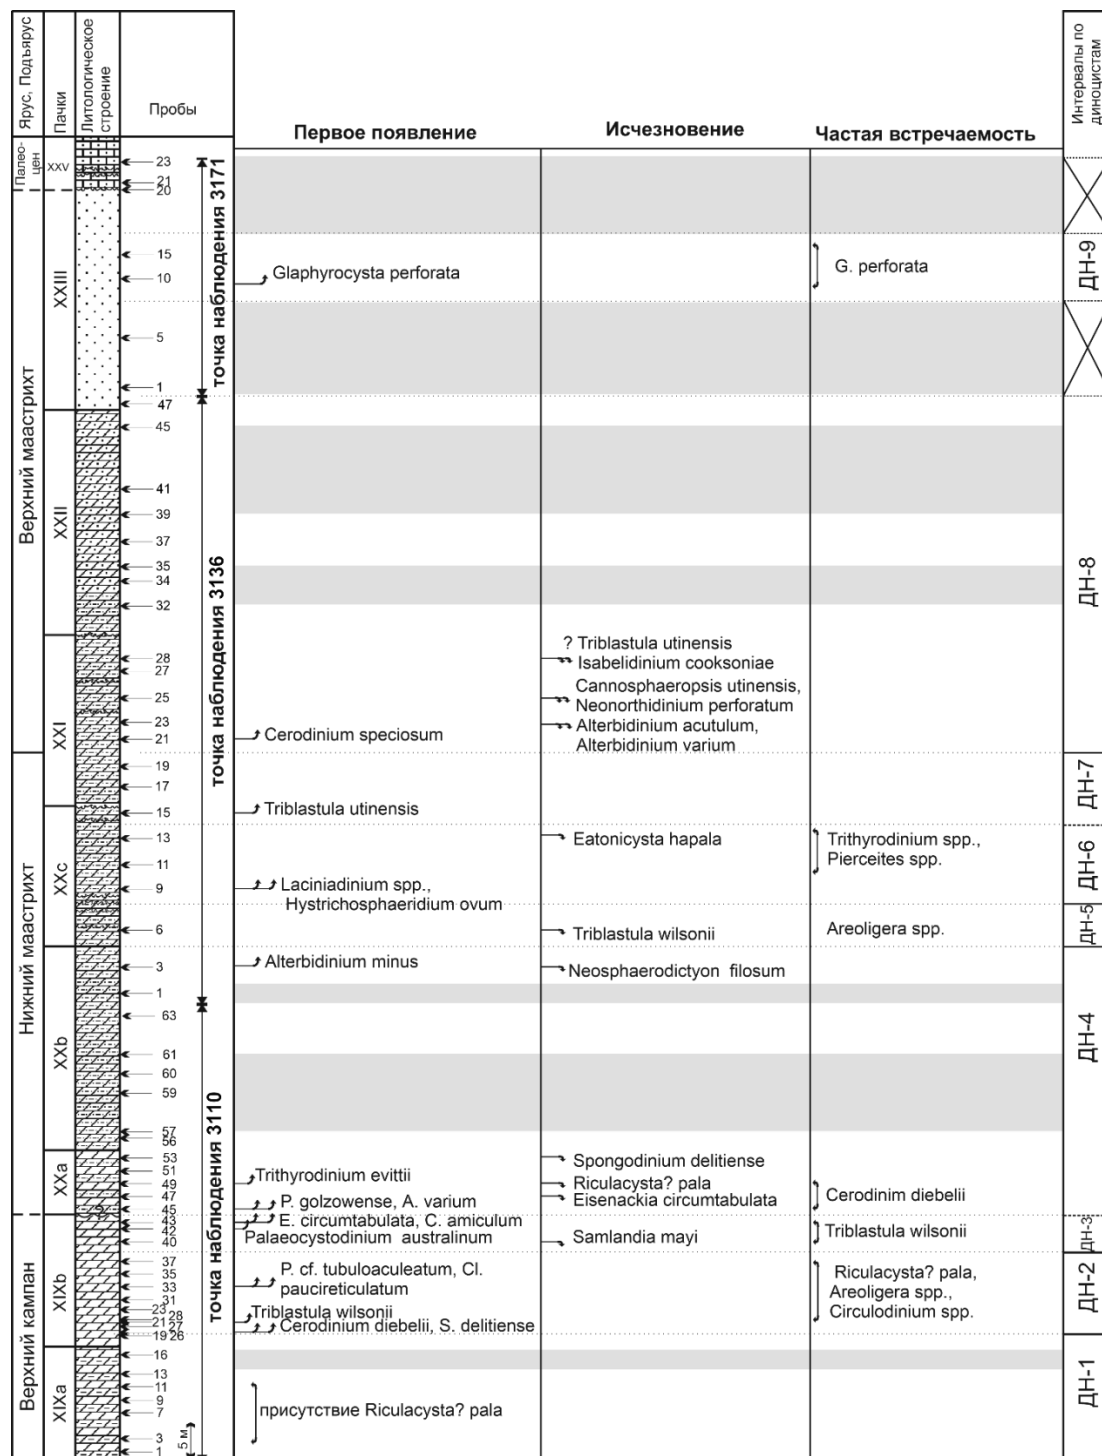 Ярус, Подъярус
Пачки
Литологическое
строение
Пробы
Первое появление
Исчезновение
Частая встречаемость
Интервалы по
диноцистам
Палео-
цен
Верхний маастрихт
Нижний маастрихт
Верхний кампан
XXV
XXIII
XXII
XXI
XXc
XXb
XXa
XIXb
XIXa
23
21
20
15
10
5
1
47
45
41
39
37
35
34
32
28
27
25
23
21
19
17
15
13
11
9
6
3
1
63
61
60
59
57
56
53
51
49
47
45
43
42
40
37
35
33
31
23
28
21
27
19 26
16
13
11
9
7
3
1
5 м
точка наблюдения 3171
точка наблюдения 3136
точка наблюдения 3110
Glaphyrocysta perforata
G. perforata
? Triblastula utinensis
Isabelidinium cooksoniae
Cannosphaeropsis utinensis,
Neonorthidinium perforatum
Cerodinium speciosum
Alterbidinium acutulum,
Alterbidinium varium
Triblastula utinensis
Eatonicysta hapala
Trithyrodinium spp.,
Pierceites spp.
Laciniadinium spp.,
Hystrichosphaeridium ovum
Triblastula wilsonii
Areoligera spp.
Alterbidinium minus
Neosphaerodictyon filosum
Spongodinium delitiense
Trithyrodinium evittii
Riculacysta? pala
Eisenackia circumtabulata
Cerodinim diebelii
P. golzowense, A. varium
E. circumtabulata, C. amiculum
Palaeocystodinium australinum
Samlandia mayi
Triblastula wilsonii
P. cf. tubuloaculeatum, Cl.
paucireticulatum
Riculacysta? pala,
Areoligera spp.,
Circulodinium spp.
Triblastula wilsonii
Cerodinium diebelii, S. delitiense
присутствие Riculacysta? pala
ДН-9
ДН-8
ДН-7
ДН-6
ДН-5
ДН-4
ДН-3
ДН-2
ДН-1